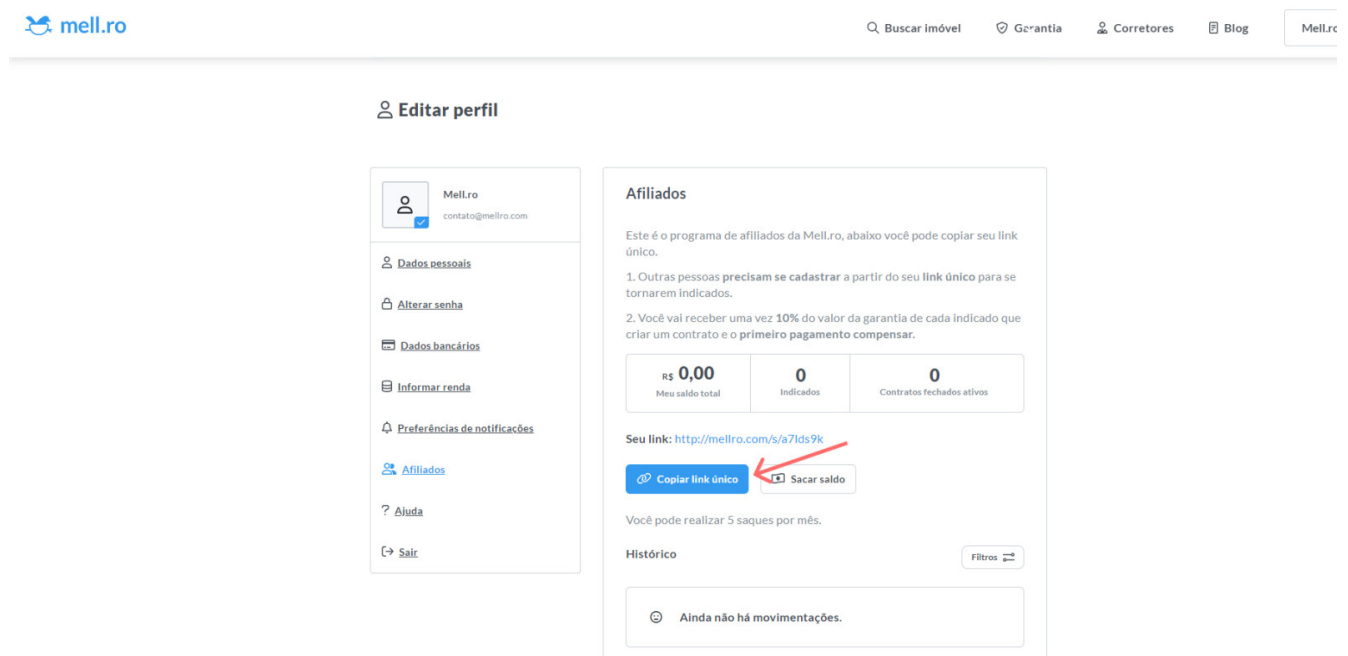 mell.ro
Buscar imóvel
Garantia
Corretores
Blog
Mell.ro
Editar perfil
Mell.ro
contato@mellro.com
Dados pessoais
Alterar senha
Dados bancários
Informar renda
Preferências de notificações
Afiliados
? Ajuda
Sair
Afiliados
Este é o programa de afiliados da Mell.ro, abaixo você pode copiar seu link
único.
1. Outras pessoas precisam se cadastrar a partir do seu link único para se
tornarem indicados.
2. Você vai receber uma vez 10% do valor da garantia de cada indicado que
criar um contrato e o primeiro pagamento compensar.
R$ 0,00
Meu saldo total
0
Indicados
0
Contratos fechados ativos
Seu link: http://mellro.com/s/a7lds9k
Copiar link único
Sacar saldo
Você pode realizar 5 saques por mês.
Histórico
Filtros
Ainda não há movimentações.